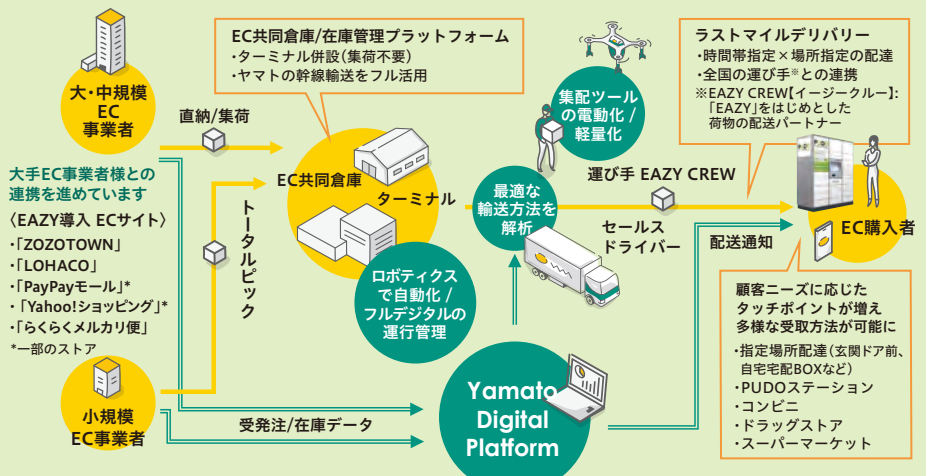 大・中規模
EC
事業者
大手EC事業者様との
連携を進めています
〈EAZY導入 ECサイト〉
・「ZOZOTOWN」
・「LOHACO」
・「PayPayモール」*
・「Yahoo!ショッピング」*
・「らくらくメルカリ便」
*一部のストア
小規模
EC事業者
直納/集荷
トータルピック
受発注/在庫データ
EC共同倉庫/在庫管理プラットフォーム
・ターミナル併設(集荷不要)
・ヤマトの幹線輸送をフル活用
EC共同倉庫
ターミナル
ロボティクス
で自動化/
フルデジタルの
運行管理
集配ツール
の電動化/
軽量化
最適な
輸送方法を
解析
運び手 EAZY CREW
セールス
ドライバー
Yamato
Digital
Platform
配送通知
ラストマイルデリバリー
・時間帯指定×場所指定の配達
・全国の運び手※との連携
※EAZY CREW【イージークルー】:
「EAZY」をはじめとした
荷物の配送パートナー
EC購入者
顧客ニーズに応じた
タッチポイントが増え
多様な受取方法が可能に
・指定場所配達(玄関ドア前、
自宅宅配BOXなど)
・PUDOステーション
・コンビニ
・ドラッグストア
・スーパーマーケット